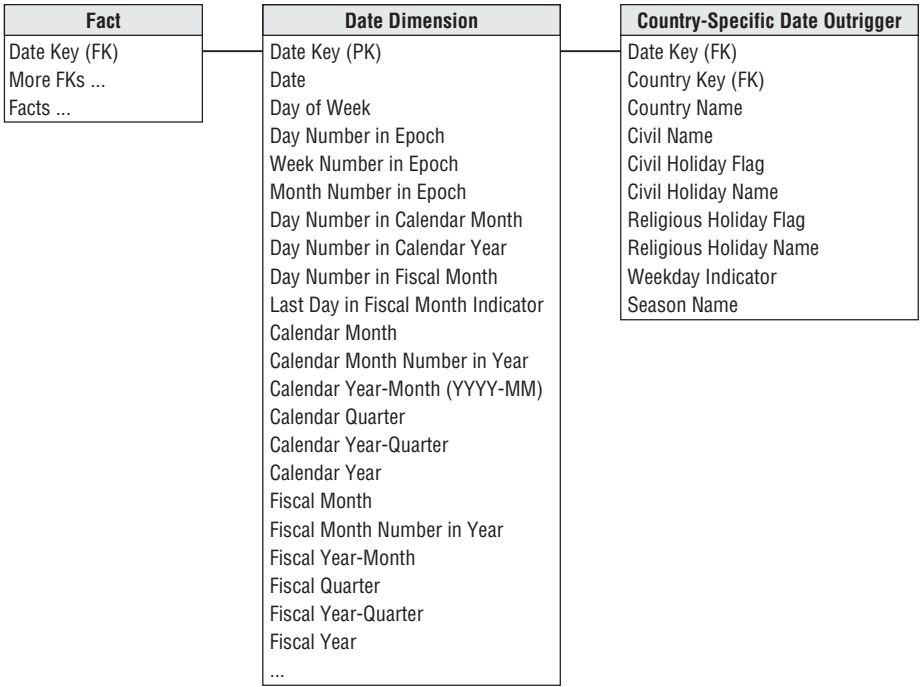 Fact
Date Key (FK)
More FKs ...
Facts ...
Date Dimension
Date Key (PK)
Date
Day of Week
Day Number in Epoch
Week Number in Epoch
Month Number in Epoch
Day Number in Calendar Month
Day Number in Calendar Year
Day Number in Fiscal Month
Last Day in Fiscal Month Indicator
Calendar Month
Calendar Month Number in Year
Calendar Year-Month (YYYY-MM)
Calendar Quarter
Calendar Year-Quarter
Calendar Year
Fiscal Month
Fiscal Month Number in Year
Fiscal Year-Month
Fiscal Quarter
Fiscal Year-Quarter
Fiscal Year
...
Country-Specific Date Outrigger
Date Key (FK)
Country Key (FK)
Country Name
Civil Name
Civil Holiday Flag
Civil Holiday Name
Religious Holiday Flag
Religious Holiday Name
Weekday Indicator
Season Name